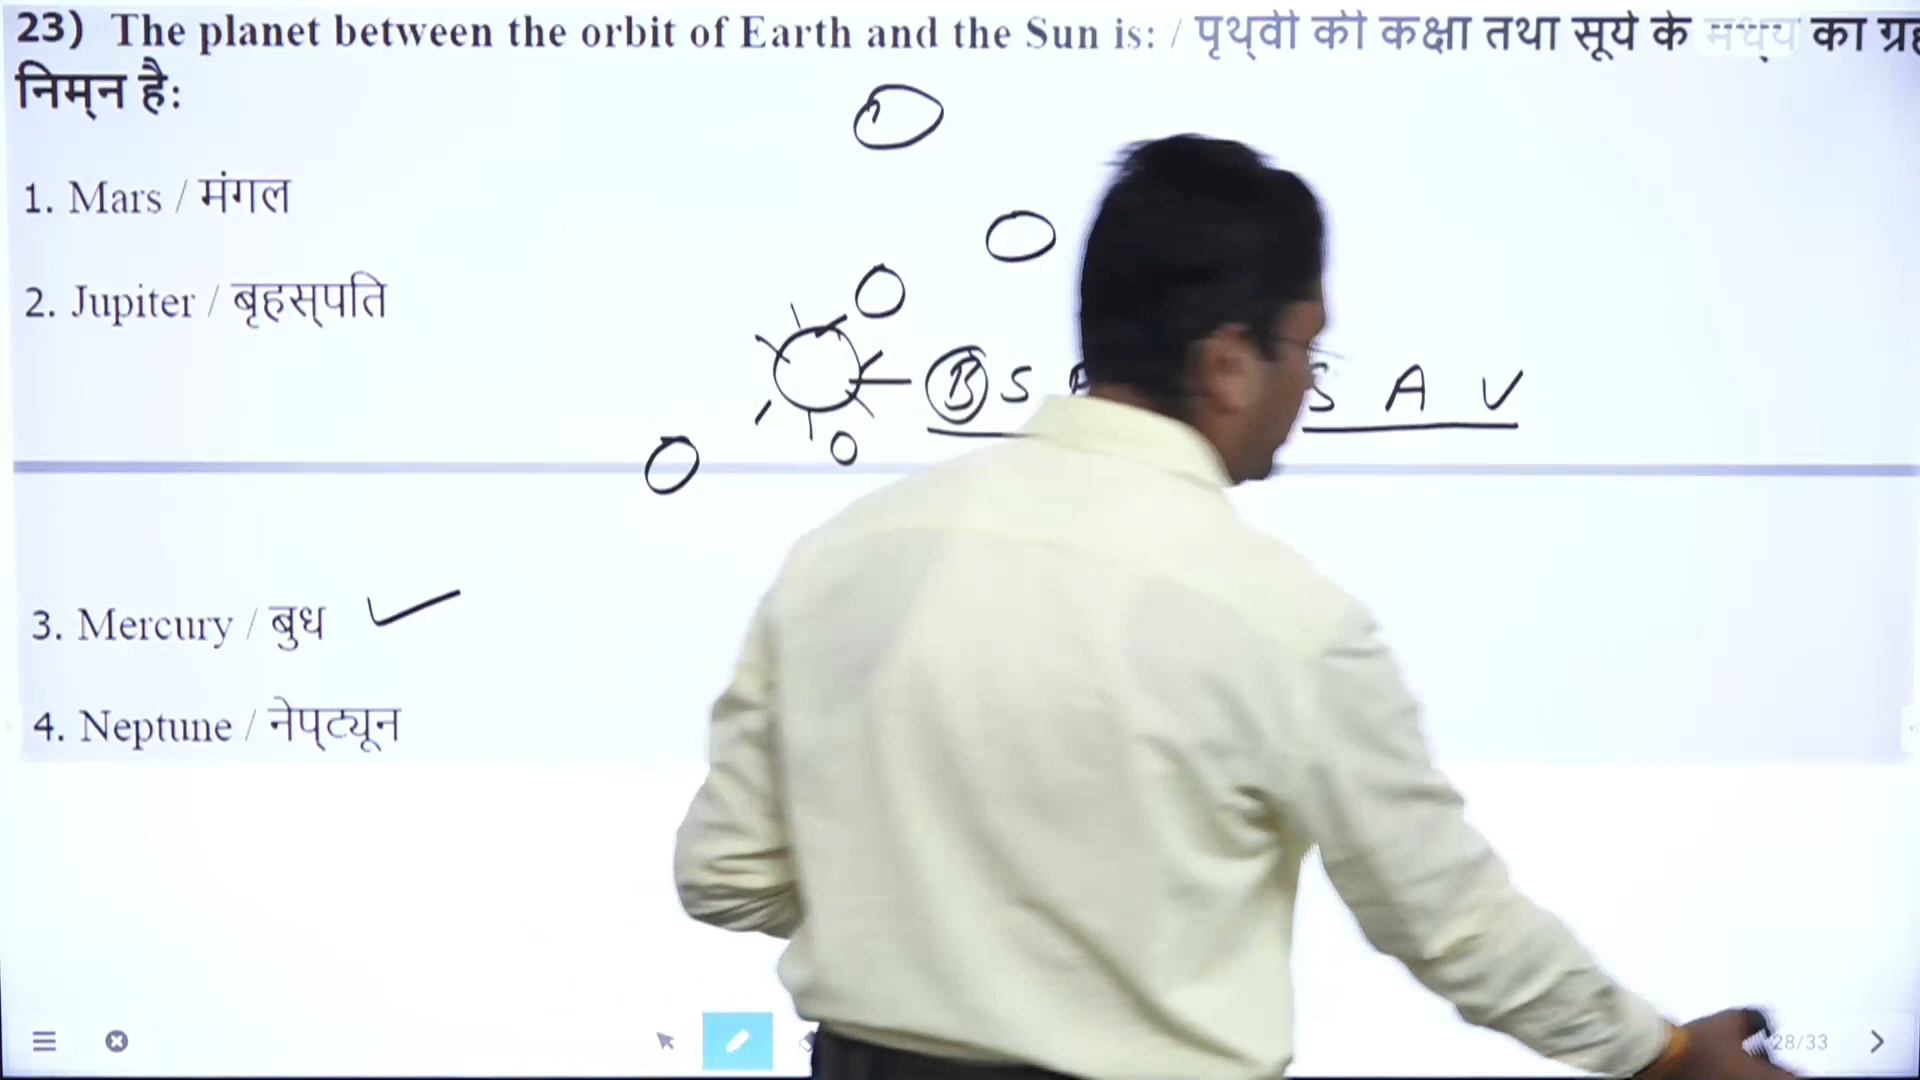 23) The planet between the orbit of Earth and the Sun is: / पृथ्वी की कक्षा तथा सूर्य के मध्य का
निम्न है:
1. Mars / मंगल
2. Jupiter / बृहस्पति
B S S A V
3. Mercury / बुध
4. Neptune / नेप्ट्यून
28/33